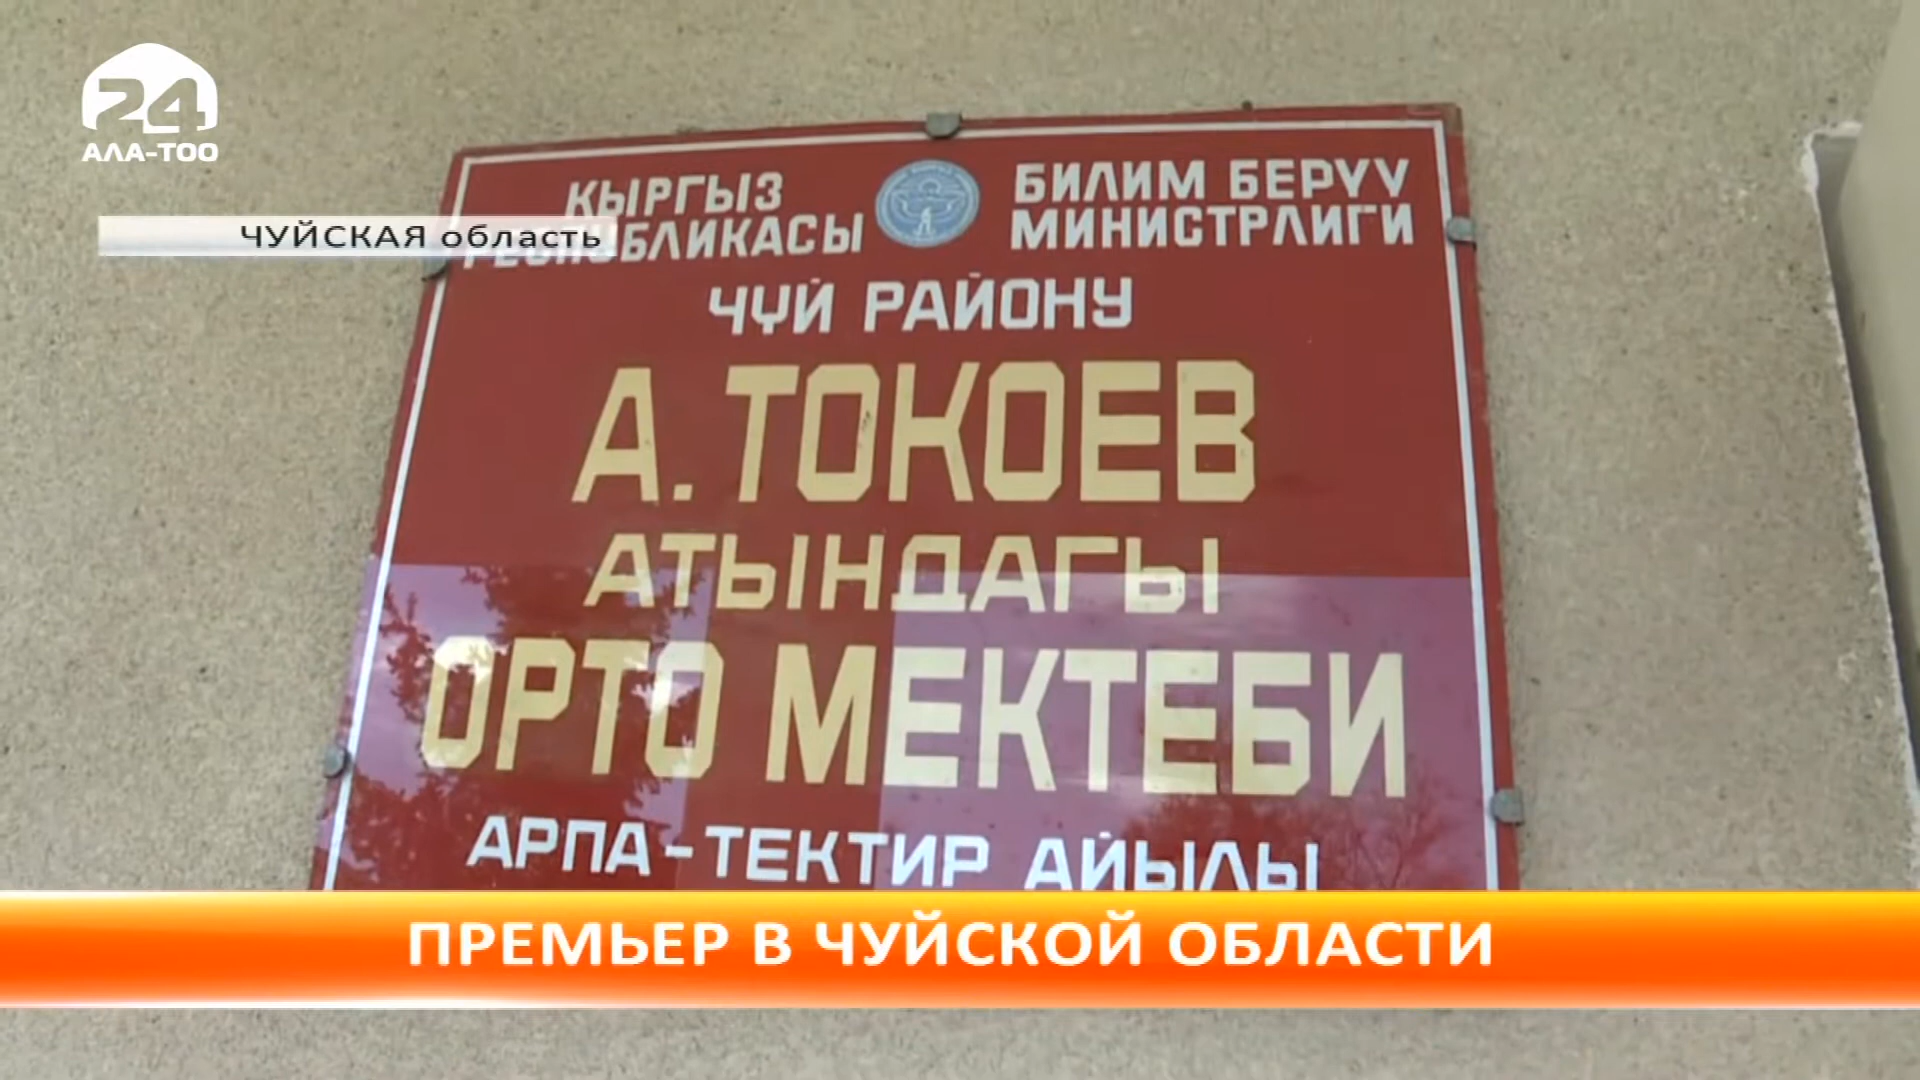 24
АЛА-ТОО
ЧУЙСКАЯ область
КЫРГЫЗ
РЕСПУБЛИКАСЫ
БИЛИМ БЕРҮҮ
МИНИСТРЛИГИ
ЧҮЙ РАЙОНУ
А.ТОКОЕВ
АТЫНДАГЫ
ОРТО МЕКТЕБИ
АРПА-ТЕКТИР АЙЫЛЫ
ПРЕМЬЕР В ЧУЙСКОЙ ОБЛАСТИ